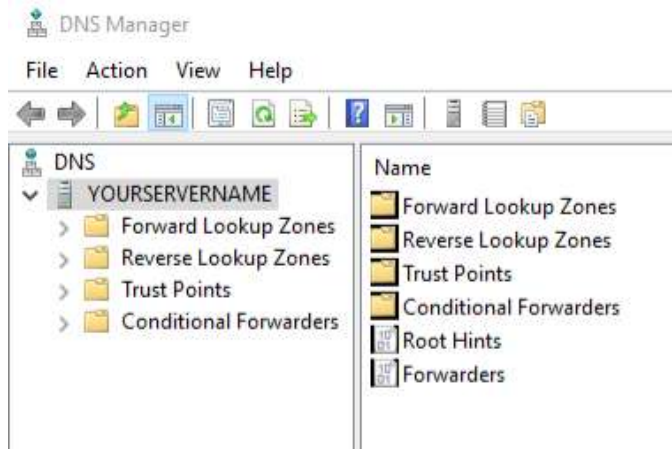 DNS Manager
File Action View Help
DNS
YOURSERVERNAME
Forward Lookup Zones
Reverse Lookup Zones
Trust Points
Conditional Forwarders
Name
Forward Lookup Zones
Reverse Lookup Zones
Trust Points
Conditional Forwarders
Root Hints
Forwarders